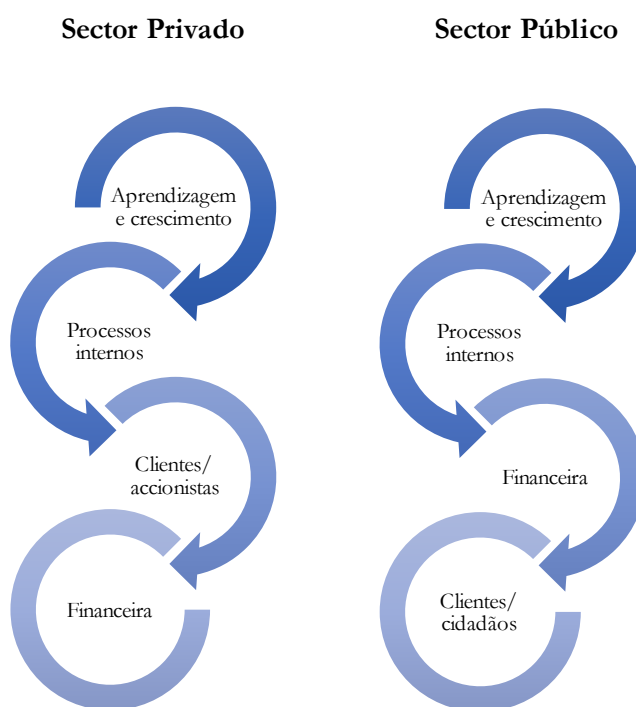 Sector Privado
Aprendizagem
e crescimento
Processos
internos
Clientes/
accionistas
Financeira
Sector Público
Aprendizagem
e crescimento
Processos
internos
Financeira
Clientes/
cidadãos